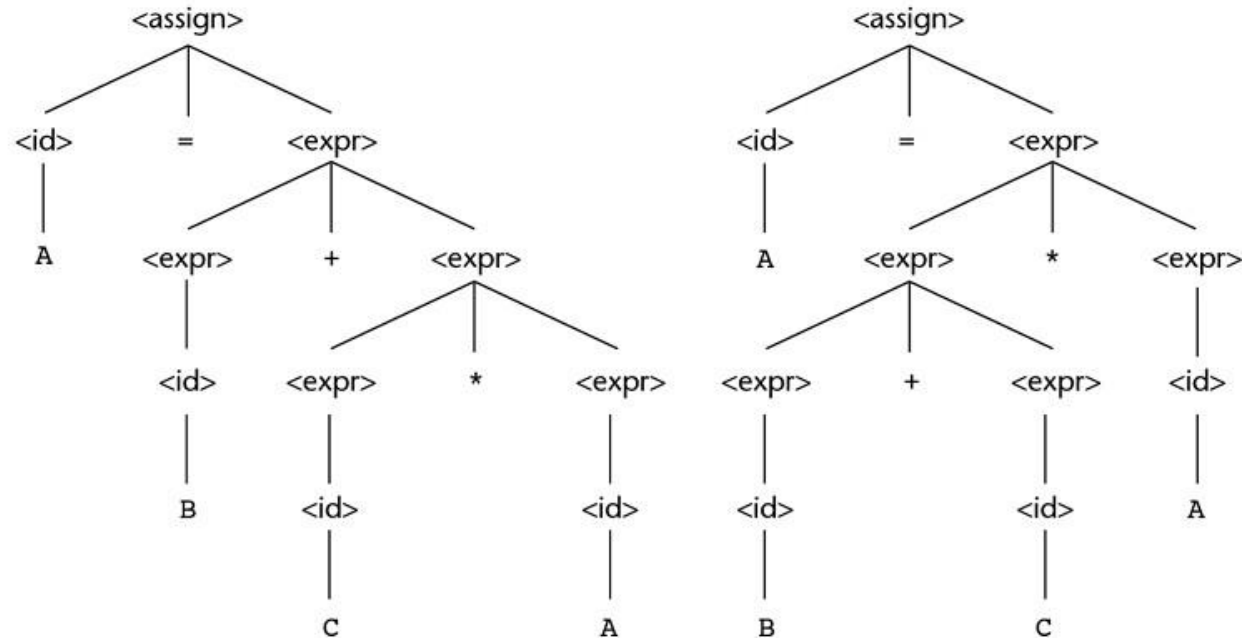 <assign> <assign>
<id> = <expr> <id> = <expr>
A <expr> + <expr> A <expr> * <expr>
<id> <expr> * <expr> <expr> + <expr> <id>
B <id> <id> <id> <id> A
C A B C